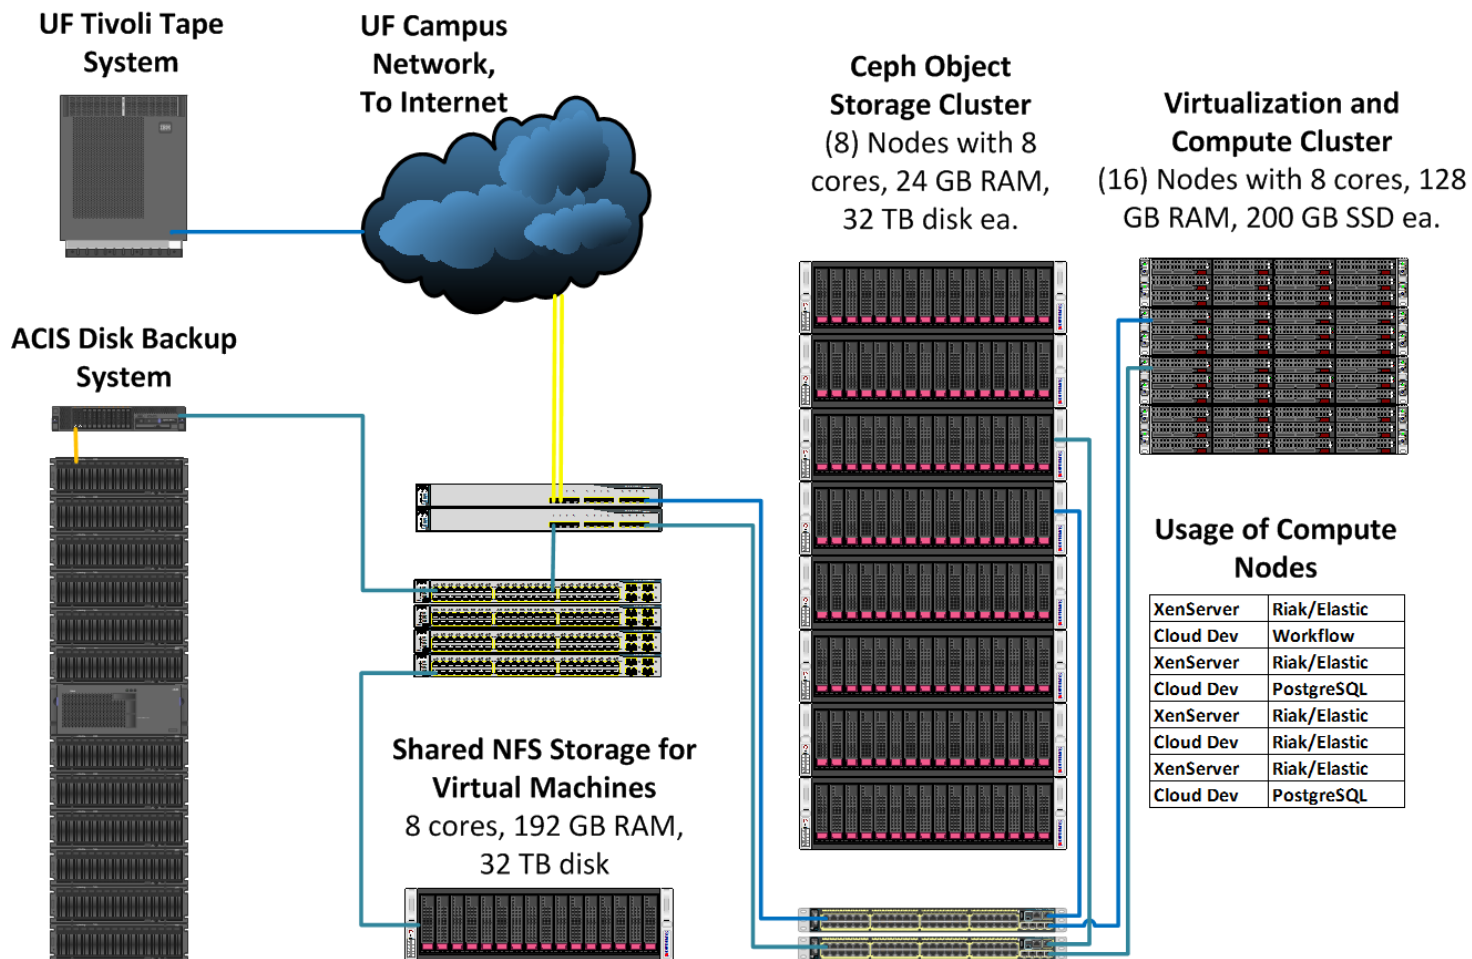 UF Tivoli Tape
System
UF Campus
Network,
To Internet
Ceph Object
Storage Cluster
(8) Nodes with 8
cores, 24 GB RAM,
32 TB disk ea.
Virtualization and
Compute Cluster
(16) Nodes with 8 cores, 128
GB RAM, 200 GB SSD ea.
ACIS Disk Backup
System
Shared NFS Storage for
Virtual Machines
8 cores, 192 GB RAM,
32 TB disk
Usage of Compute
Nodes
XenServer Riak/Elastic
Cloud Dev Workflow
XenServer Riak/Elastic
Cloud Dev PostgreSQL
XenServer Riak/Elastic
Cloud Dev Riak/Elastic
XenServer Riak/Elastic
Cloud Dev PostgreSQL